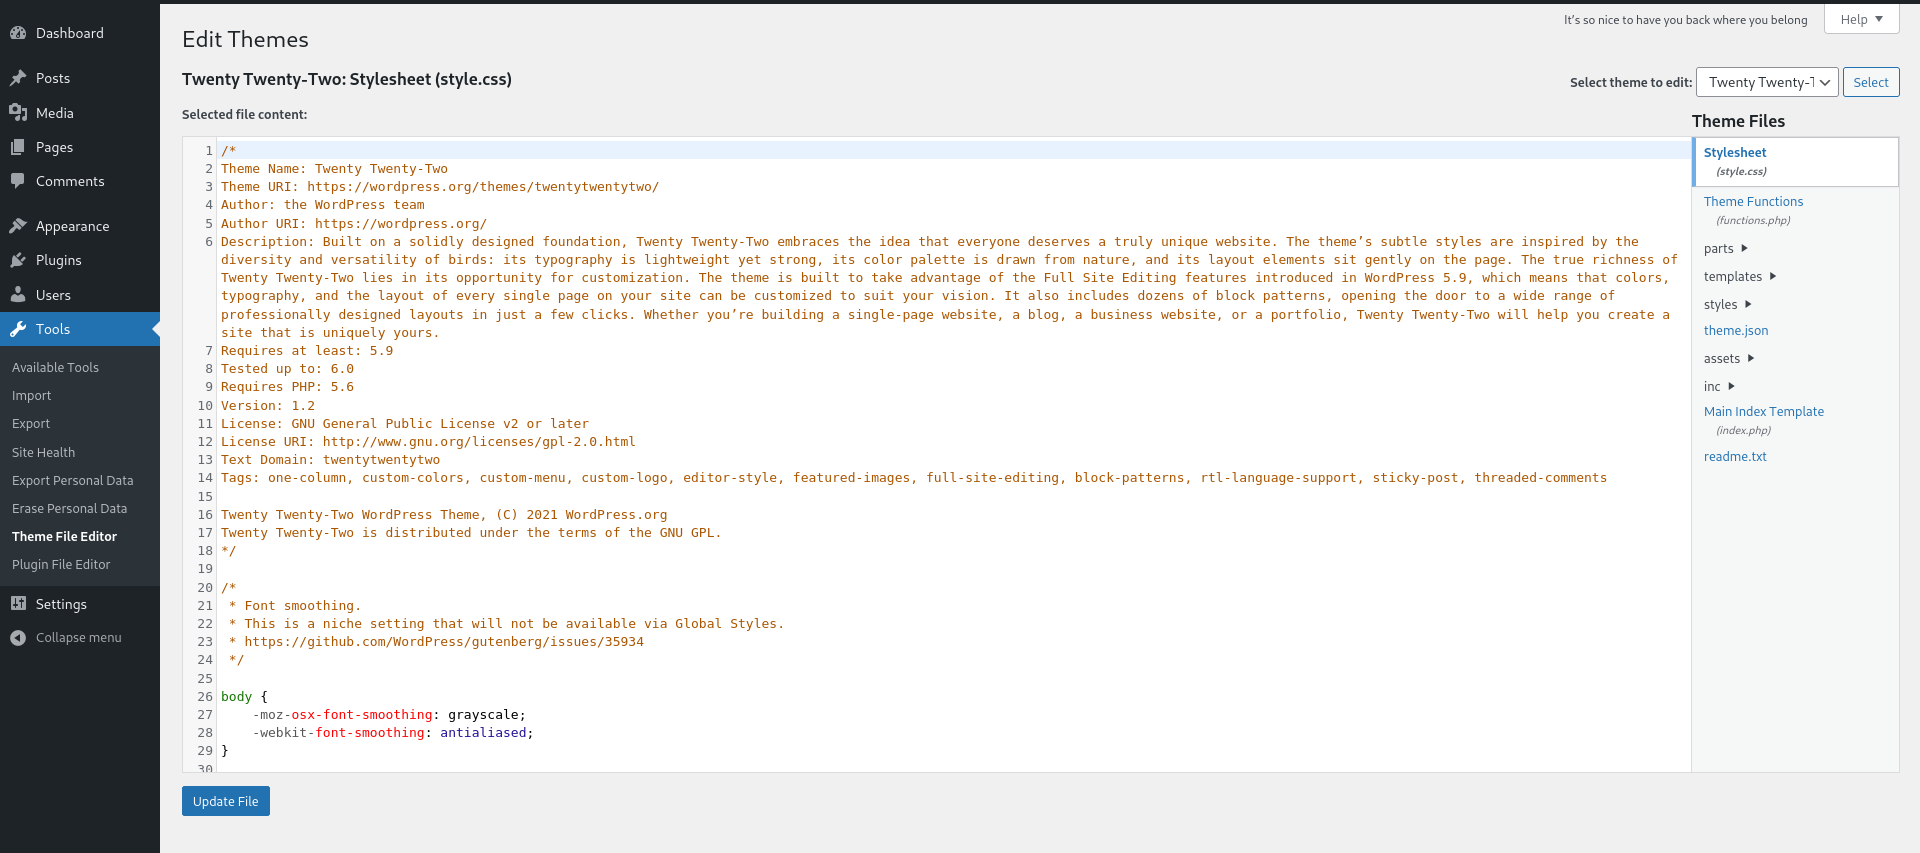 Dashboard
Posts
Media
Pages
Comments
Appearance
Plugins
Users
Tools
Available Tools
Import
Export
Site Health
Export Personal Data
Erase Personal Data
Theme File Editor
Plugin File Editor
Settings
Collapse menu
It's so nice to have you back where you belong
Help
Edit Themes
Twenty Twenty-Two: Stylesheet (style.css)
Select theme to edit: Twenty Twenty-T Select
Selected file content:
1 /*
2 Theme Name: Twenty Twenty-Two
3 Theme URI: https://wordpress.org/themes/twentytwentytwo/
4 Author: the WordPress team
5 Author URI: https://wordpress.org/
6 Description: Built on a solidly designed foundation, Twenty Twenty-Two embraces the idea that everyone deserves a truly unique website. The theme’s subtle styles are inspired by the
diversity and versatility of birds: its typography is lightweight yet strong, its color palette is drawn from nature, and its layout elements sit gently on the page. The true richness of
Twenty Twenty-Two lies in its opportunity for customization. The theme is built to take advantage of the Full Site Editing features introduced in WordPress 5.9, which means that colors,
typography, and the layout of every single page on your site can be customized to suit your vision. It also includes dozens of block patterns, opening the door to a wide range of
professionally designed layouts in just a few clicks. Whether you’re building a single-page website, a blog, a business website, or a portfolio, Twenty Twenty-Two will help you create a
site that is uniquely yours.
7 Requires at least: 5.9
8 Tested up to: 6.0
9 Requires PHP: 5.6
10 Version: 1.2
11 License: GNU General Public License v2 or later
12 License URI: http://www.gnu.org/licenses/gpl-2.0.html
13 Text Domain: twentytwentytwo
14 Tags: one-column, custom-colors, custom-menu, custom-logo, editor-style, featured-images, full-site-editing, block-patterns, rtl-language-support, sticky-post, threaded-comments
15
16 Twenty Twenty-Two WordPress Theme, (C) 2021 WordPress.org
17 Twenty Twenty-Two is distributed under the terms of the GNU GPL.
18 */
19
20 /*
21 * Font smoothing.
22 * This is a niche setting that will not be available via Global Styles.
23 * https://github.com/WordPress/gutenberg/issues/35934
24 */
25
26 body {
27 -moz-osx-font-smoothing: grayscale;
28 -webkit-font-smoothing: antialiased;
29 }
30
Theme Files
Stylesheet
(style.css)
Theme Functions
(functions.php)
parts
templates
styles
theme.json
assets
inc
Main Index Template
(index.php)
readme.txt
Update File